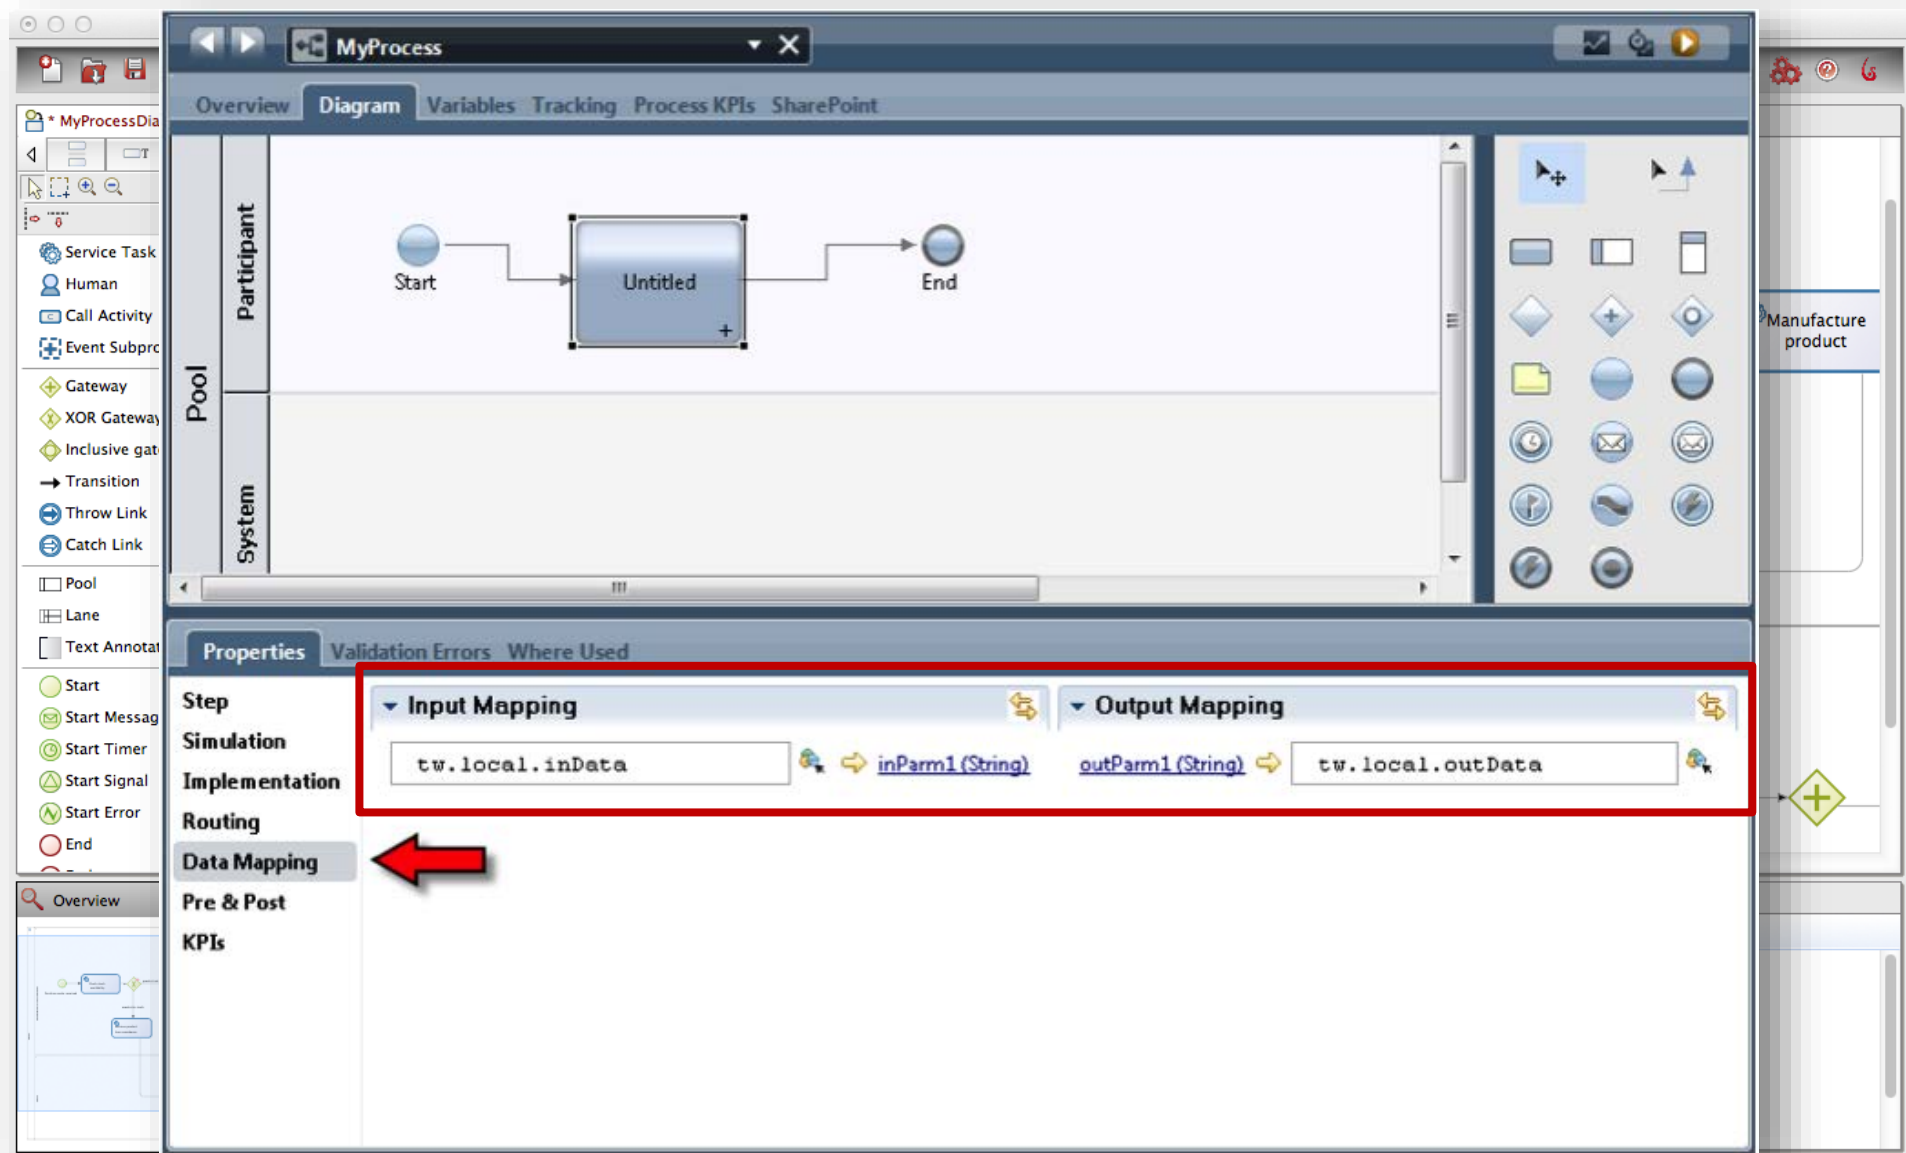 MyProcess
Overview
Diagram
Variables
Tracking
Process KPIs
SharePoint
* MyProcessDia
T
Service Task
Human
Call Activity
Event Subpro
Gateway
XOR Gateway
Inclusive gat
Transition
Throw Link
Catch Link
Pool
Lane
Text Annotat
Start
Start Messag
Start Timer
Start Signal
Start Error
End
Overview
Pool
Participant
System
Start
Untitled
End
Manufacture
product
Properties
Validation Errors
Where Used
Step
Simulation
Implementation
Routing
Data Mapping
Pre & Post
KPIs
Input Mapping
tw.local.inData
inParm1 (String)
Output Mapping
outParm1 (String)
tw.local.outData